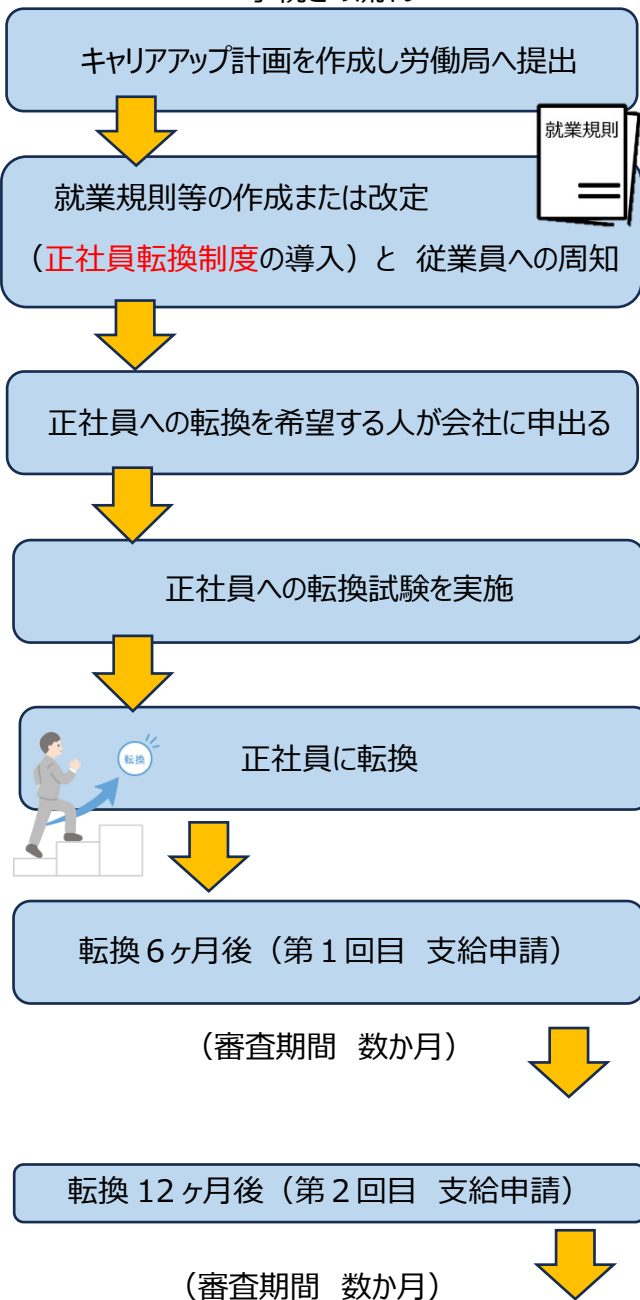 キャリアアップ計画を作成し労働局へ提出
就業規則
就業規則等の作成または改定
（正社員転換制度の導入）と 従業員への周知
正社員への転換を希望する人が会社に申出る
正社員への転換試験を実施
転換
正社員に転換
転換６ヶ月後（第１回目 支給申請）
（審査期間 数か月）
転換 12 ヶ月後（第２回目 支給申請）
（審査期間 数か月）